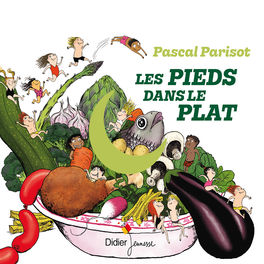 Pascal Parisot
LES PIEDS
DANS LE
PLAT
Didier Jeunesse